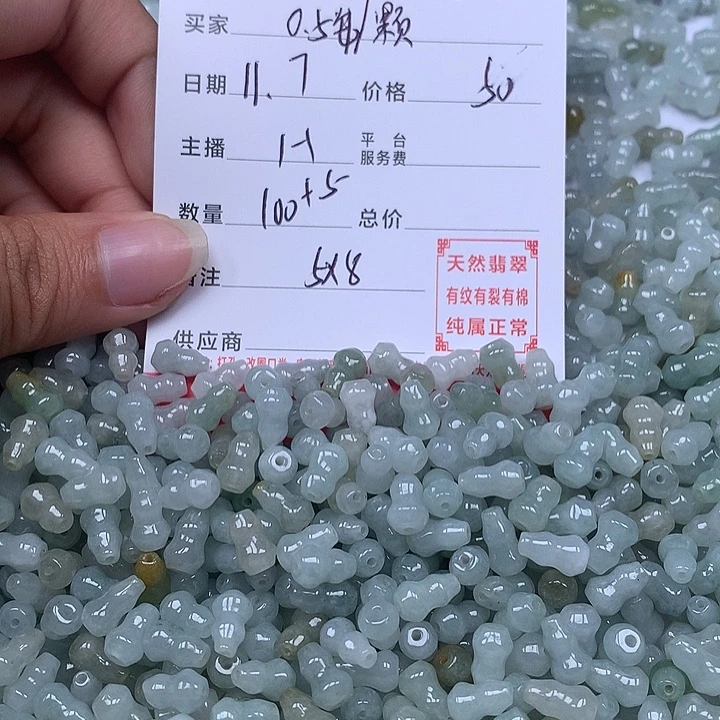 买家 0.5每/颗
日期 11.7 价格 50
主播 1-1 平台服务费
数量 100+5 总价
备注 5X8
天然翡翠
有纹有裂有棉
纯属正常
供应商